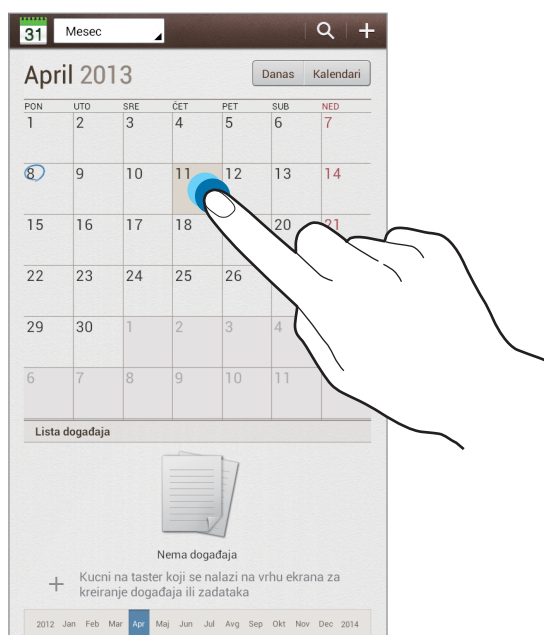 31 Mesec
April 2013 Danas Kalendari
PON UTO SRE ČET PET SUB NED
1 2 3 4 5 6 7
8 9 10 11 12 13 14
15 16 17 18 20 21
22 23 24 25 26
29 30 1 2 3 4
6 7 8 9 10 11
Lista događaja
Nema događaja
Kucni na taster koji se nalazi na vrhu ekrana za
kreiranje događaja ili zadataka
2012 Jan Feb Mar Apr Maj Jun Jul Avg Sep Okt Nov Dec 2014